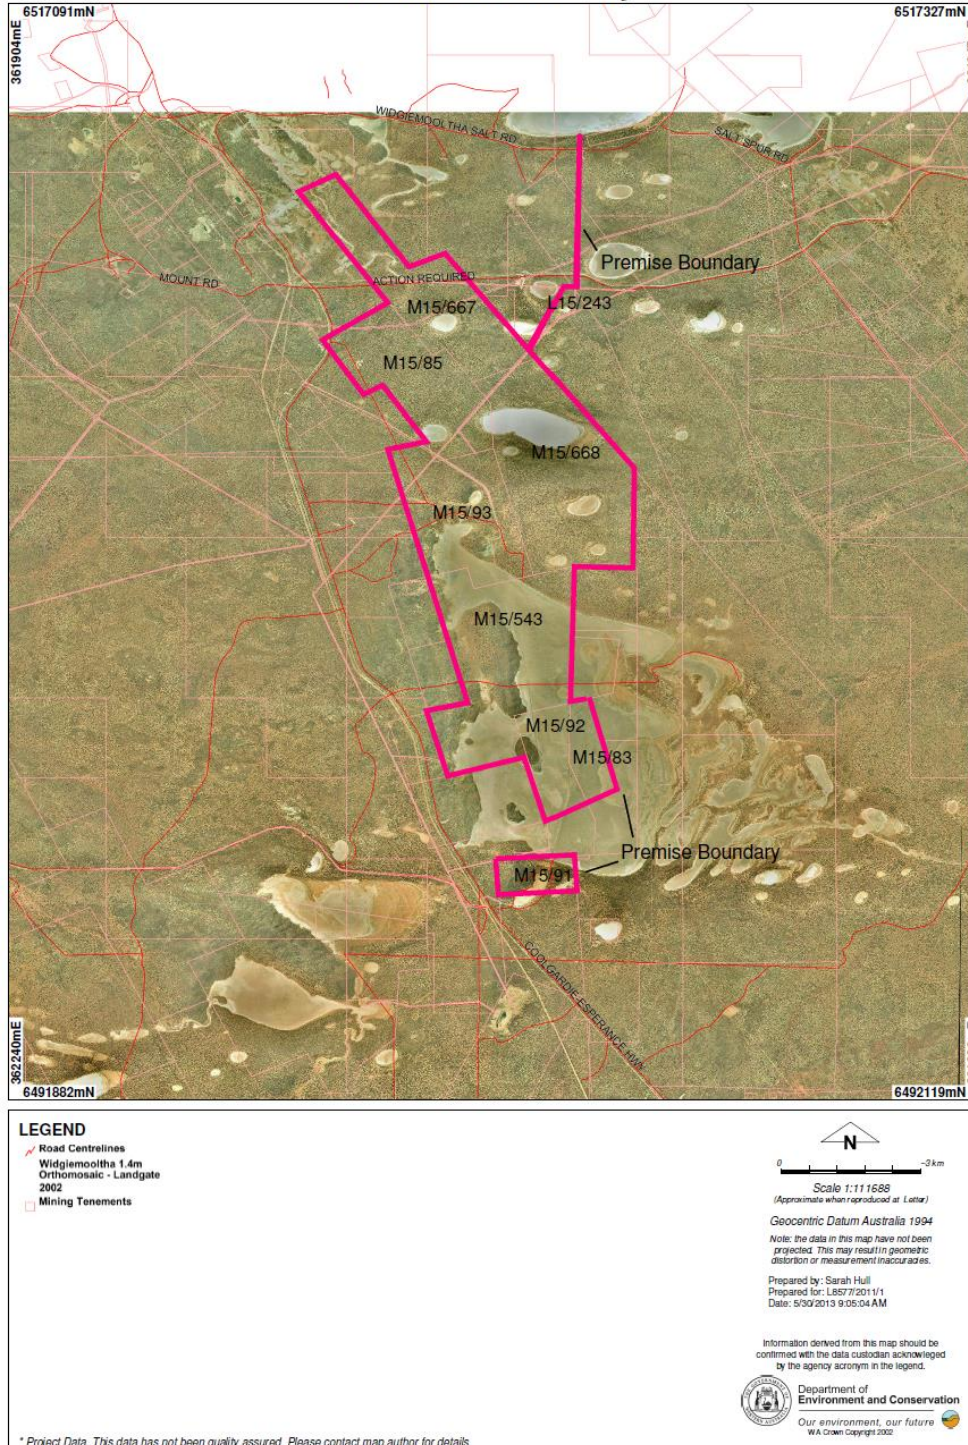 6517091mN
6517327mN
361904mE
WIDGIEMOOLTHA SALT RD
SALT SPUR RD
Premise Boundary
MOUNT RD
ACTION REQUIRED
L15/243
M15/667
M15/85
M15/668
M15/93
M15/543
M15/92
M15/83
Premise Boundary
M15/91
COOLGARDIE-ESPERANCE HWY
362240mE
6491882mN
6492119mN
LEGEND
Road Centrelines
Widgiemooltha 1.4m
Orthomosaic - Landgate
2002
Mining Tenements
N
0
~3km
Scale 1:111688
(Approximate when reproduced at Letter)
Geocentric Datum Australia 1994
Note: the data in this map have not been
projected. This may result in geometric
distortion or measurement inaccuracies.
Prepared by: Sarah Hull
Prepared for: L8577/2011/1
Date: 5/30/2013 9:05:04 AM
Information derived from this map should be
confirmed with the data custodian acknowleged
by the agency acronym in the legend.
Department of
Environment and Conservation
Our environment, our future
WA Crown Copyright 2002
* Project Data. This data has not been quality assured. Please contact map author for details.